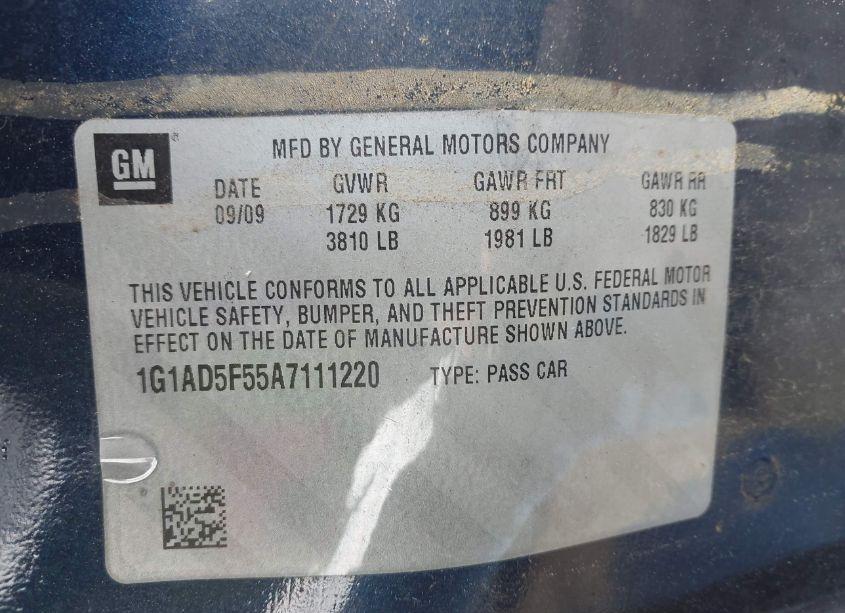 GM
MFD BY GENERAL MOTORS COMPANY
DATE GVWR GAWR FRT GAWR RR
09/09 1729 KG 899 KG 830 KG
3810 LB 1981 LB 1829 LB
THIS VEHICLE CONFORMS TO ALL APPLICABLE U.S. FEDERAL MOTOR
VEHICLE SAFETY, BUMPER, AND THEFT PREVENTION STANDARDS IN
EFFECT ON THE DATE OF MANUFACTURE SHOWN ABOVE.
1G1AD5F55A7111220 TYPE: PASS CAR